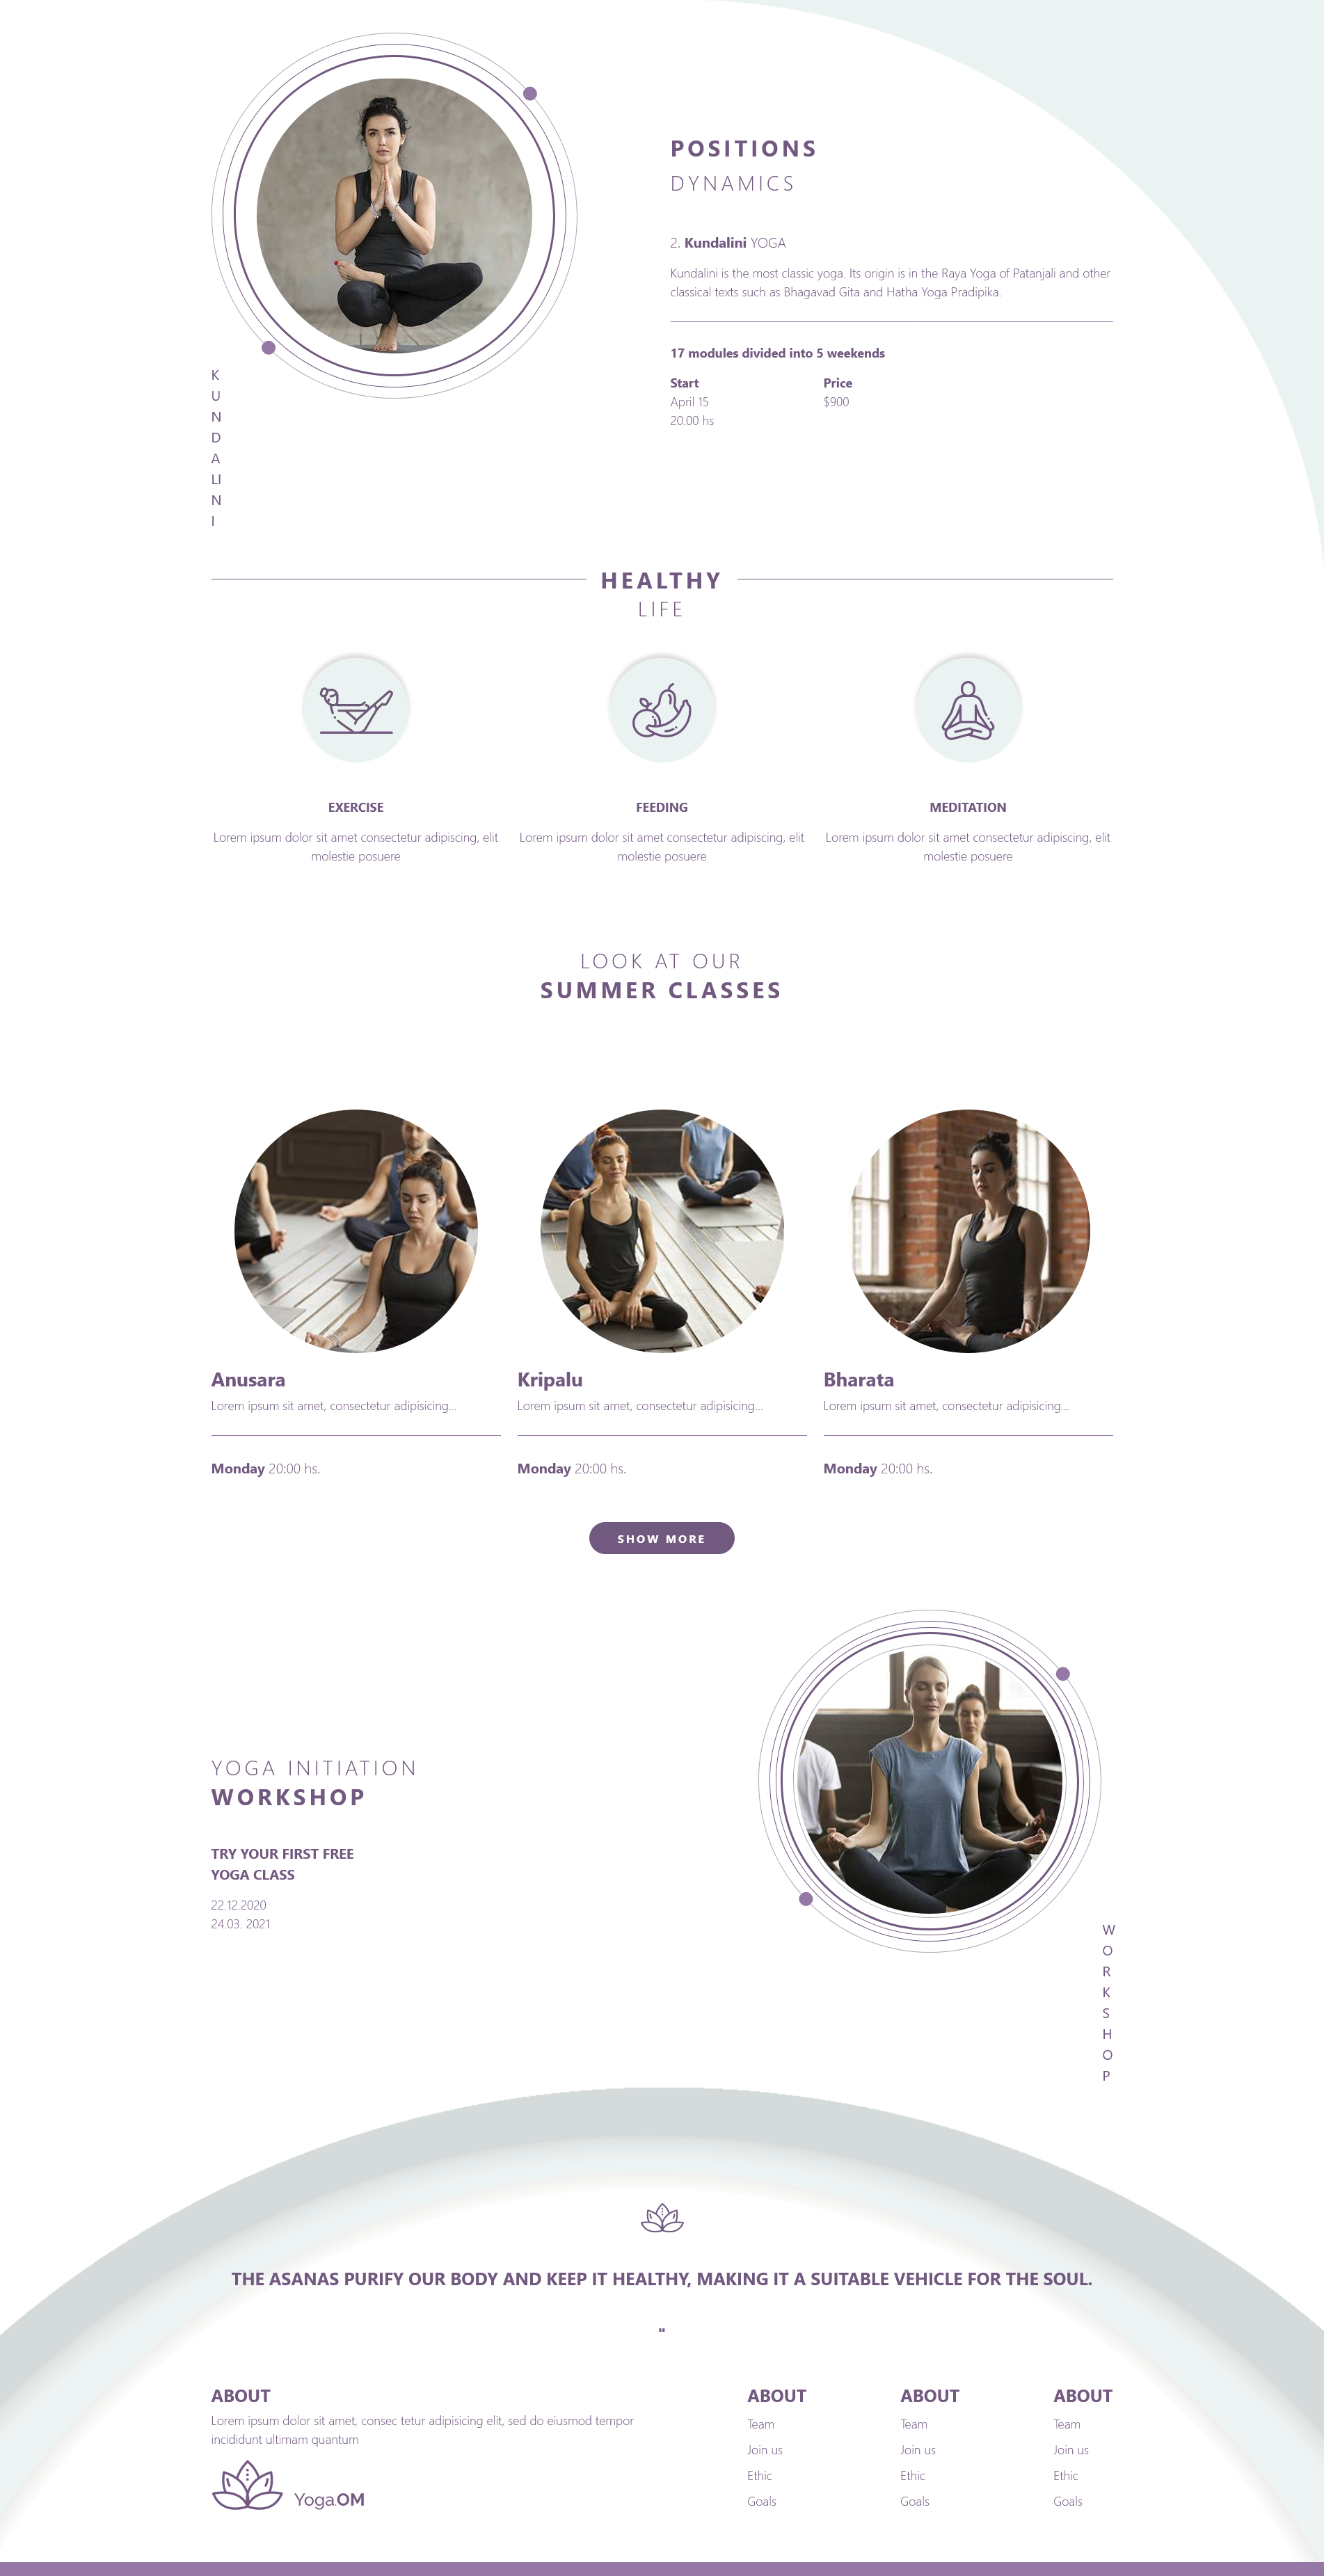 POSITIONS
DYNAMICS
2. Kundalini YOGA
Kundalini is the most classic yoga. Its origin is in the Raya Yoga of Patanjali and other
classical texts such as Bhagavad Gita and Hatha Yoga Pradipika.
17 modules divided into 5 weekends
Start
April 15
20.00 hs
Price
$900
K
U
N
D
A
LI
N
I
HEALTHY
LIFE
EXERCISE
Lorem ipsum dolor sit amet consectetur adipiscing, elit
molestie posuere
FEEDING
Lorem ipsum dolor sit amet consectetur adipiscing, elit
molestie posuere
MEDITATION
Lorem ipsum dolor sit amet consectetur adipiscing, elit
molestie posuere
LOOK AT OUR
SUMMER CLASSES
Anusara
Lorem ipsum sit amet, consectetur adipisicing...
Monday 20:00 hs.
Kripalu
Lorem ipsum sit amet, consectetur adipisicing...
Monday 20:00 hs.
Bharata
Lorem ipsum sit amet, consectetur adipisicing...
Monday 20:00 hs.
SHOW MORE
YOGA INITIATION
WORKSHOP
TRY YOUR FIRST FREE
YOGA CLASS
22.12.2020
24.03. 2021
W
O
R
K
S
H
O
P
THE ASANAS PURIFY OUR BODY AND KEEP IT HEALTHY, MAKING IT A SUITABLE VEHICLE FOR THE SOUL.
"
ABOUT
Lorem ipsum dolor sit amet, consec tetur adipisicing elit, sed do eiusmod tempor
incididunt ultimam quantum
Yoga.OM
ABOUT
Team
Join us
Ethic
Goals
ABOUT
Team
Join us
Ethic
Goals
ABOUT
Team
Join us
Ethic
Goals